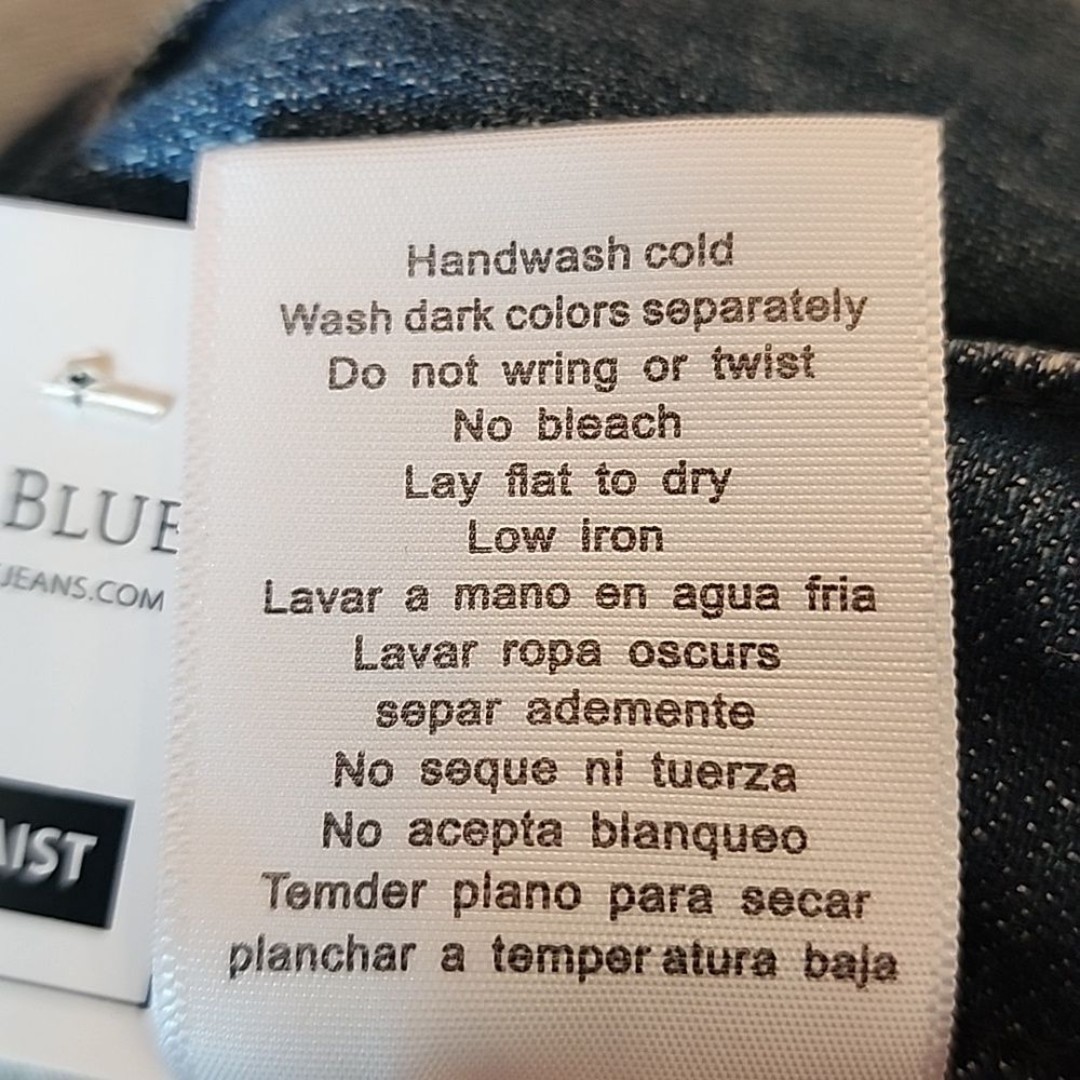 Handwash cold
Wash dark colors separately
Do not wring or twist
No bleach
Lay flat to dry
Low iron
Lavar a mano en agua fria
Lavar ropa oscurs
separ ademente
No seque ni tuerza
No acepta blanqueo
Temder plano para secar
planchar a temper atura baja
BLUE
JEANS.COM